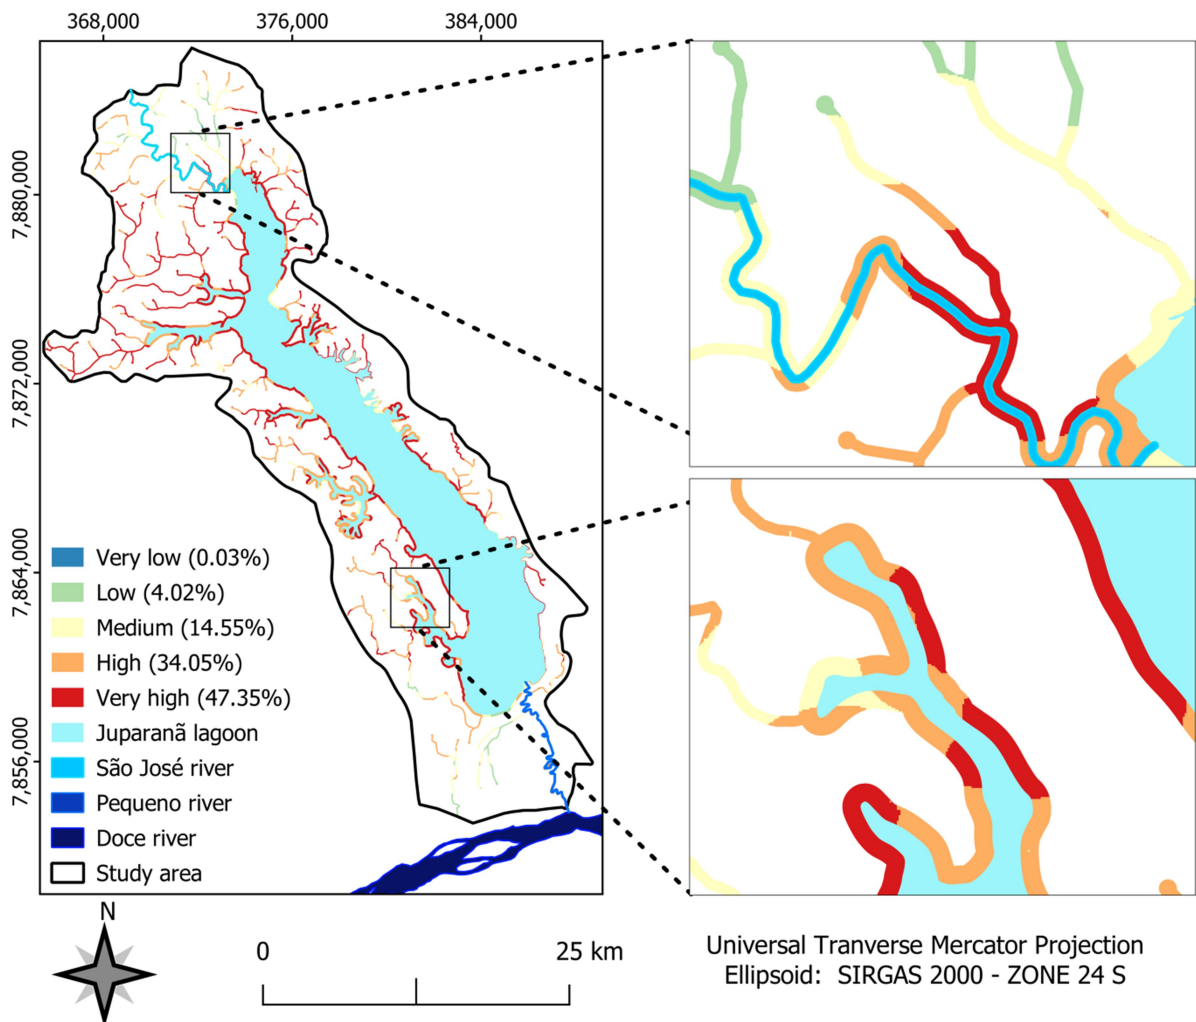 368,000
376,000
384,000
7,880,000
7,872,000
7,864,000
7,856,000
Very low (0.03%)
Low (4.02%)
Medium (14.55%)
High (34.05%)
Very high (47.35%)
Juparanã lagoon
São José river
Pequeno river
Doce river
Study area
N
0
25 km
Universal Tranverse Mercator Projection
Ellipsoid: SIRGAS 2000 - ZONE 24 S